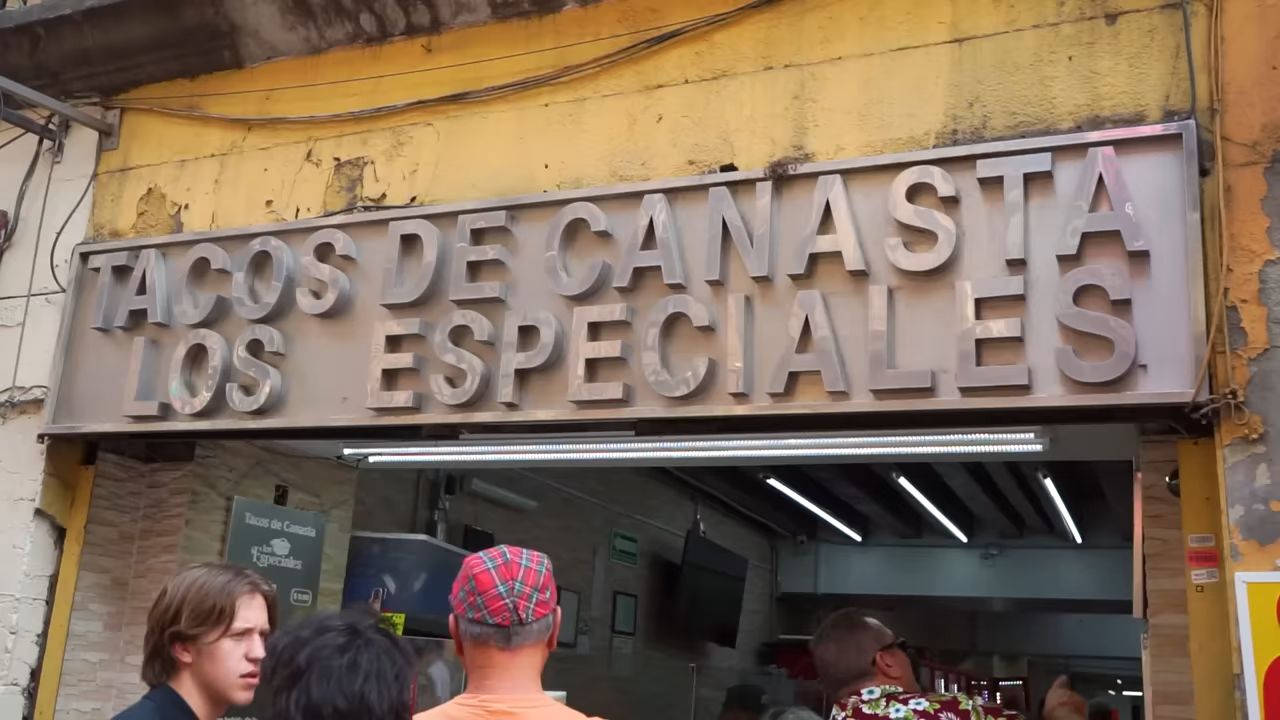 TACOS DE CANASTA
LOS ESPECIALES
Tacos de Canasta
los
Especiales